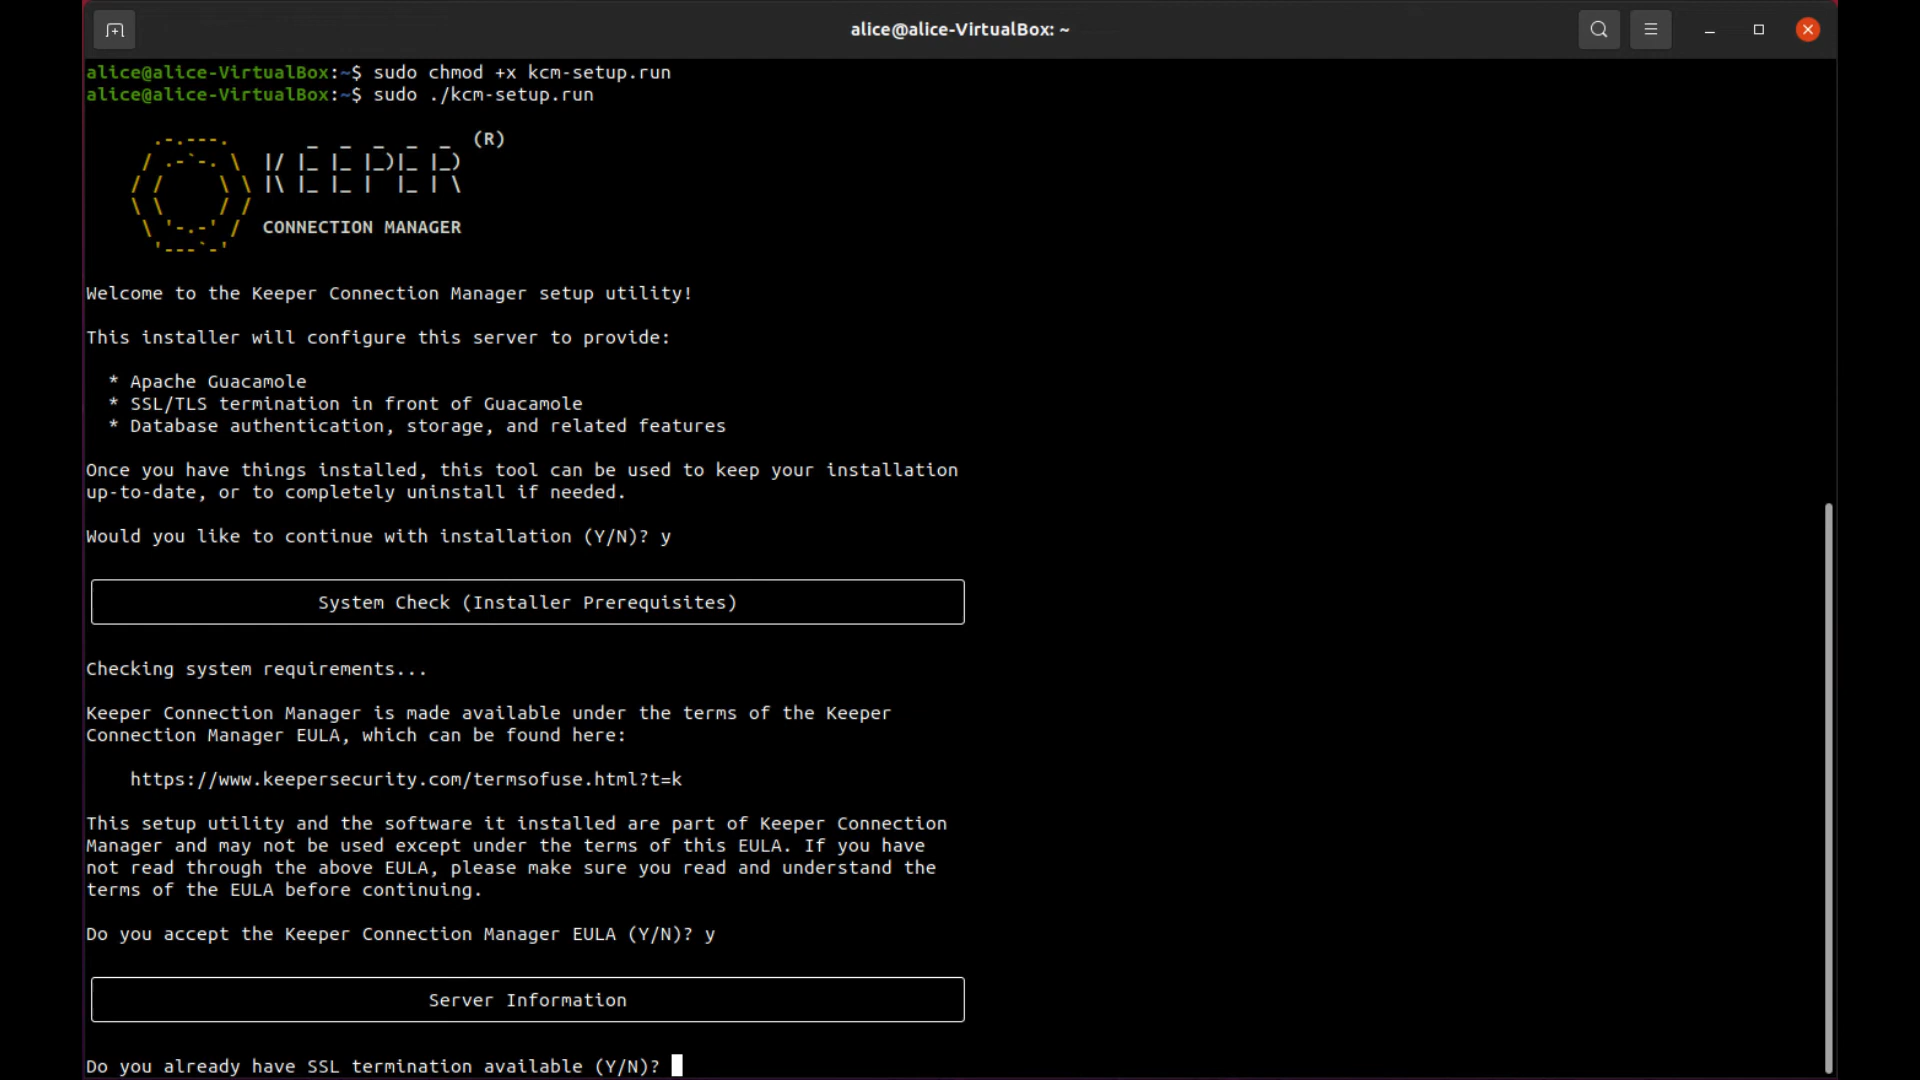 alice@alice-VirtualBox: ~
alice@alice-VirtualBox:~$ sudo chmod +x kcm-setup.run
alice@alice-VirtualBox:~$ sudo ./kcm-setup.run
KEEPER (R)
CONNECTION MANAGER
Welcome to the Keeper Connection Manager setup utility!
This installer will configure this server to provide:
* Apache Guacamole
* SSL/TLS termination in front of Guacamole
* Database authentication, storage, and related features
Once you have things installed, this tool can be used to keep your installation
up-to-date, or to completely uninstall if needed.
Would you like to continue with installation (Y/N)? y
System Check (Installer Prerequisites)
Checking system requirements...
Keeper Connection Manager is made available under the terms of the Keeper
Connection Manager EULA, which can be found here:
https://www.keepersecurity.com/termsofuse.html?t=k
This setup utility and the software it installed are part of Keeper Connection
Manager and may not be used except under the terms of this EULA. If you have
not read through the above EULA, please make sure you read and understand the
terms of the EULA before continuing.
Do you accept the Keeper Connection Manager EULA (Y/N)? y
Server Information
Do you already have SSL termination available (Y/N)?